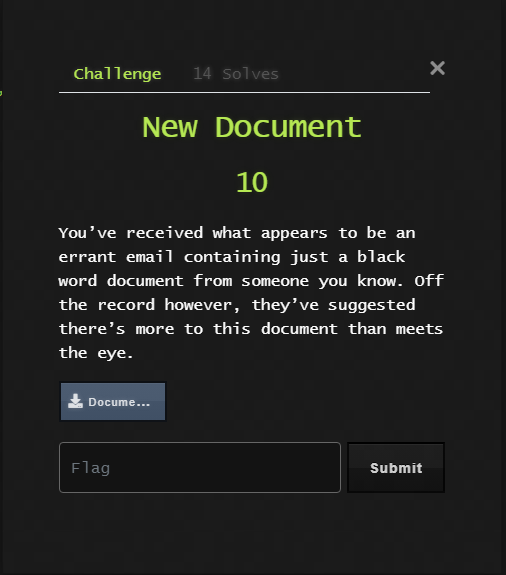 Challenge 14 Solves ×
New Document
10
You’ve received what appears to be an
errant email containing just a black
word document from someone you know. Off
the record however, they’ve suggested
there’s more to this document than meets
the eye.
Docume...
Flag Submit